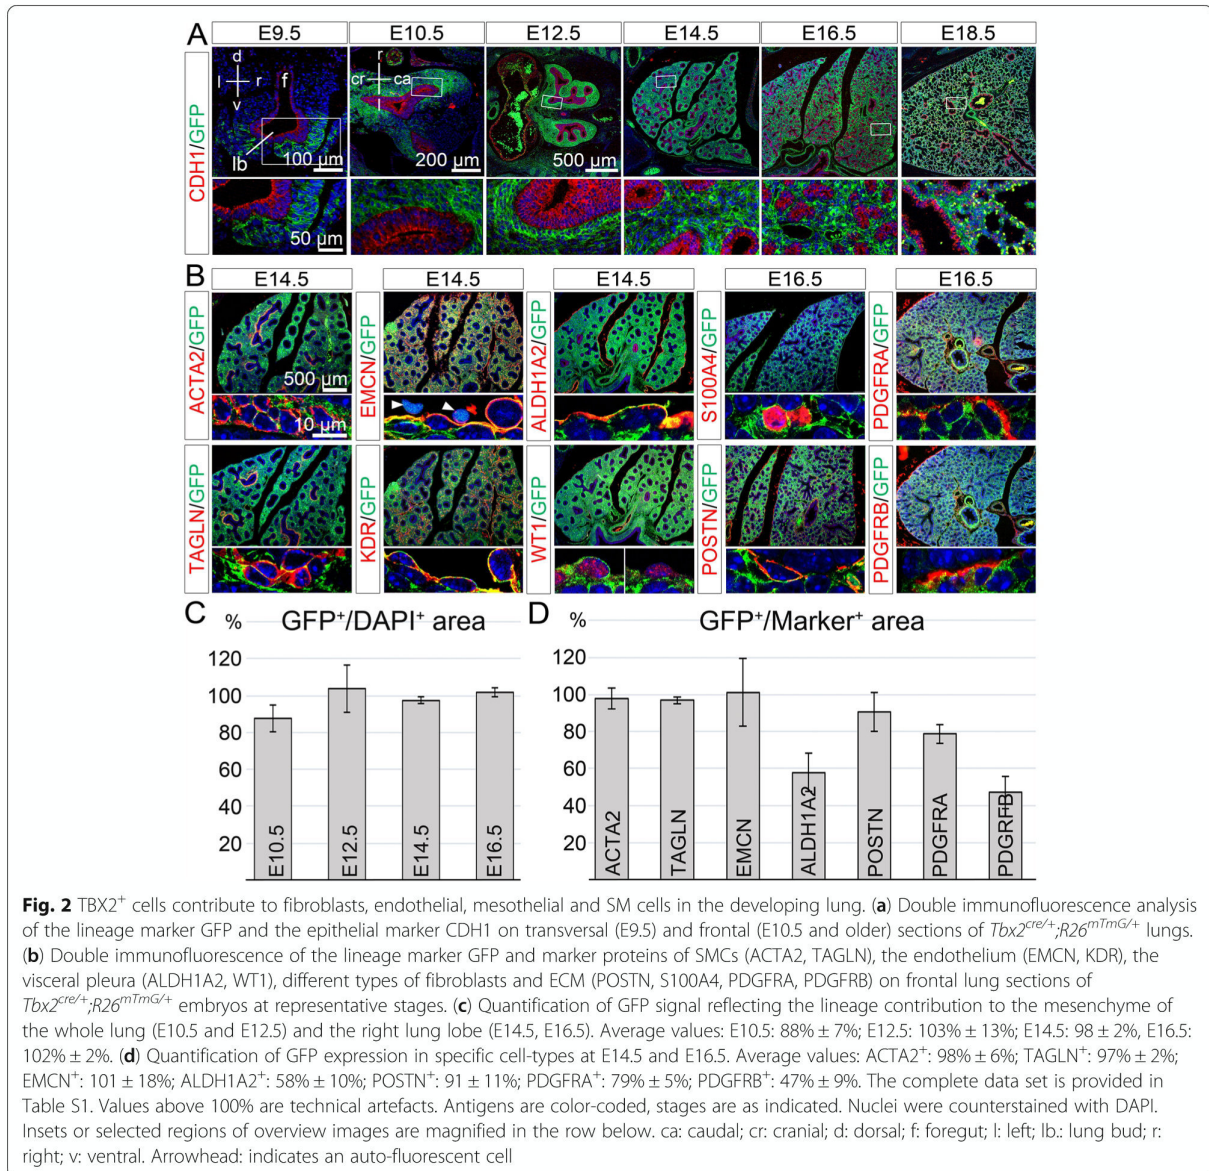 A
E9.5
E10.5
E12.5
E14.5
E16.5
E18.5
CDH1/GFP
d
l
r
v
f
lb
100 µm
r
cr
ca
l
200 µm
500 µm
50 µm
B
E14.5
E14.5
E14.5
E16.5
E16.5
ACTA2/GFP
500 µm
10 µm
EMCN/GFP
ALDH1A2/GFP
S100A4/GFP
PDGFRA/GFP
TAGLN/GFP
KDR/GFP
WT1/GFP
POSTN/GFP
PDGFRB/GFP
C
%
GFP⁺/DAPI⁺ area
120
100
80
60
40
20
E10.5
E12.5
E14.5
E16.5
D
%
GFP⁺/Marker⁺ area
120
100
80
60
40
20
ACTA2
TAGLN
EMCN
ALDH1A2
POSTN
PDGFRA
PDGRFB
Fig. 2 TBX2⁺ cells contribute to fibroblasts, endothelial, mesothelial and SM cells in the developing lung. (a) Double immunofluorescence analysis
of the lineage marker GFP and the epithelial marker CDH1 on transversal (E9.5) and frontal (E10.5 and older) sections of Tbx2cre/+;R26mTmG/+ lungs.
(b) Double immunofluorescence of the lineage marker GFP and marker proteins of SMCs (ACTA2, TAGLN), the endothelium (EMCN, KDR), the
visceral pleura (ALDH1A2, WT1), different types of fibroblasts and ECM (POSTN, S100A4, PDGFRA, PDGFRB) on frontal lung sections of
Tbx2cre/+;R26mTmG/+ embryos at representative stages. (c) Quantification of GFP signal reflecting the lineage contribution to the mesenchyme of
the whole lung (E10.5 and E12.5) and the right lung lobe (E14.5, E16.5). Average values: E10.5: 88% ± 7%; E12.5: 103% ± 13%; E14.5: 98 ± 2%, E16.5:
102% ± 2%. (d) Quantification of GFP expression in specific cell-types at E14.5 and E16.5. Average values: ACTA2⁺: 98% ± 6%; TAGLN⁺: 97% ± 2%;
EMCN⁺: 101 ± 18%; ALDH1A2⁺: 58% ± 10%; POSTN⁺: 91 ± 11%; PDGFRA⁺: 79% ± 5%; PDGFRB⁺: 47% ± 9%. The complete data set is provided in
Table S1. Values above 100% are technical artefacts. Antigens are color-coded, stages are as indicated. Nuclei were counterstained with DAPI.
Insets or selected regions of overview images are magnified in the row below. ca: caudal; cr: cranial; d: dorsal; f: foregut; l: left; lb.: lung bud; r:
right; v: ventral. Arrowhead: indicates an auto-fluorescent cell